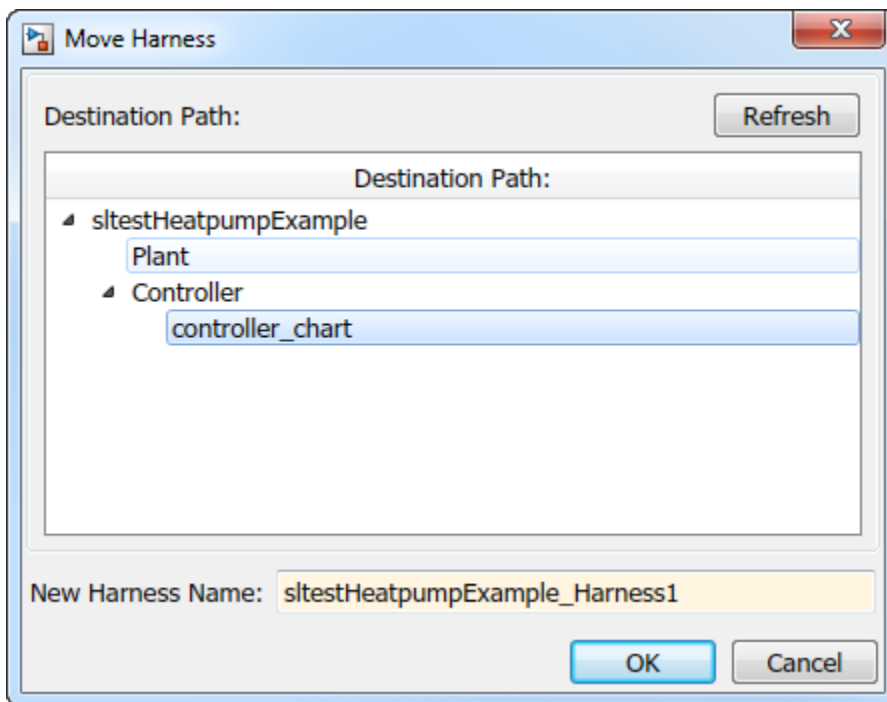 Move Harness
Destination Path:
Refresh
Destination Path:
sltestHeatpumpExample
Plant
Controller
controller_chart
New Harness Name: sltestHeatpumpExample_Harness1
OK Cancel